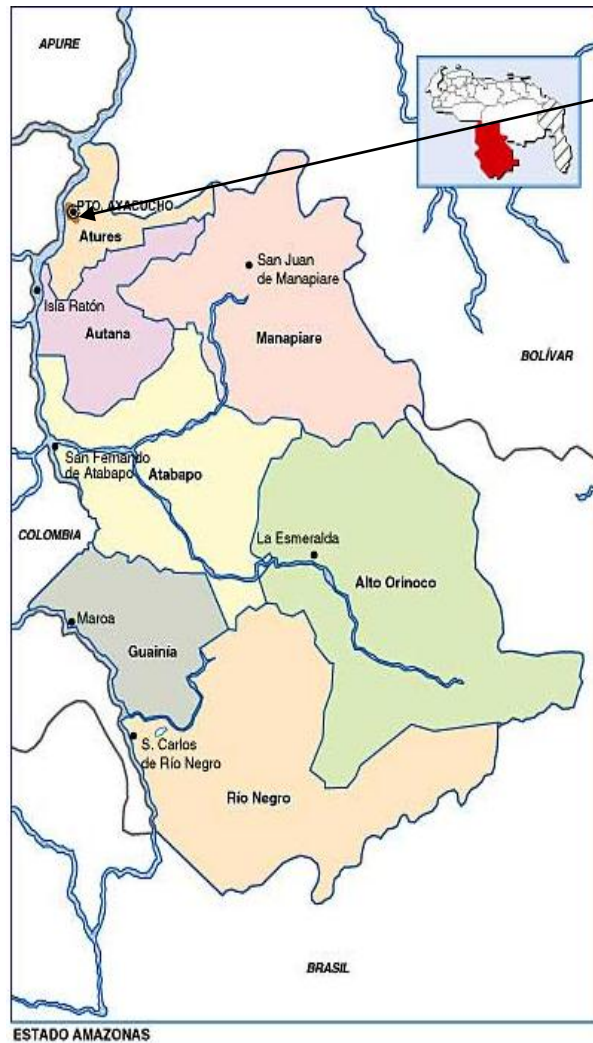 APURE
PTO. AYACUCHO
Atures
San Juan
de Manapiare
Isla Ratón
Autana
Manapiare
BOLÍVAR
San Fernando
de Atabapo
Atabapo
COLOMBIA
La Esmeralda
Alto Orinoco
Maroa
Guainía
S. Carlos
de Río Negro
Río Negro
BRASIL
ESTADO AMAZONAS